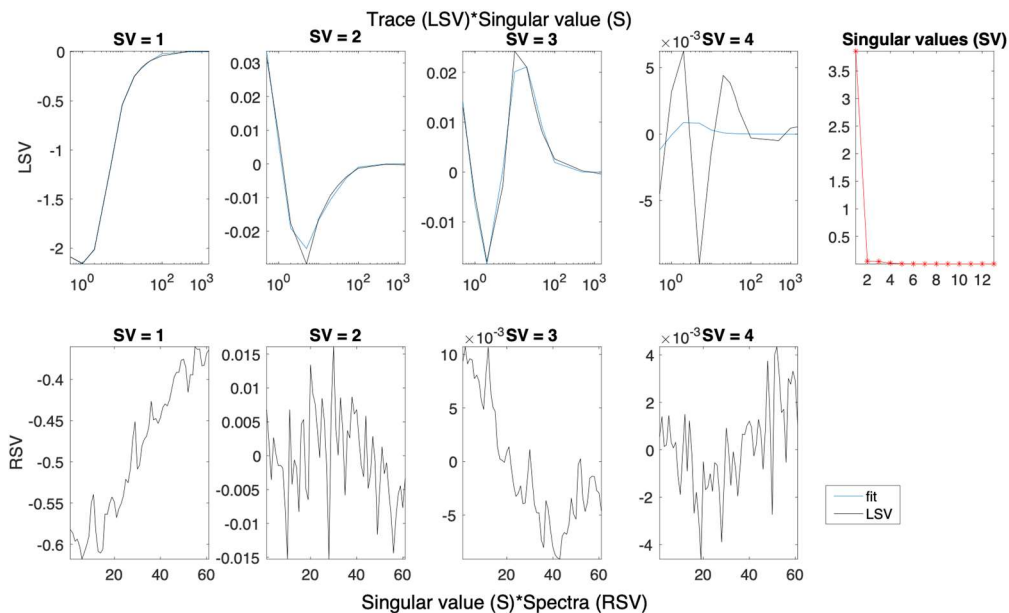 Trace (LSV)*Singular value (S)
SV = 1
SV = 2
×10⁻³
SV = 3
SV = 4
Singular values (SV)
LSV
0
-0.5
-1
-1.5
-2
10⁰ 10² 10³
0.03
0.02
0.01
0
-0.01
-0.02
10⁰ 10² 10³
0.02
0.01
0
-0.01
10⁰ 10² 10³
5
0
-5
10⁰ 10² 10³
3.5
3
2.5
2
1.5
1
0.5
2 4 6 8 10 12
SV = 1
SV = 2
×10⁻³
SV = 3
×10⁻³
SV = 4
RSV
-0.4
-0.45
-0.5
-0.55
-0.6
20 40 60
0.015
0.01
0.005
0
-0.005
-0.01
-0.015
20 40 60
10
5
0
-5
20 40 60
4
2
0
-2
-4
20 40 60
fit
LSV
Singular value (S)*Spectra (RSV)